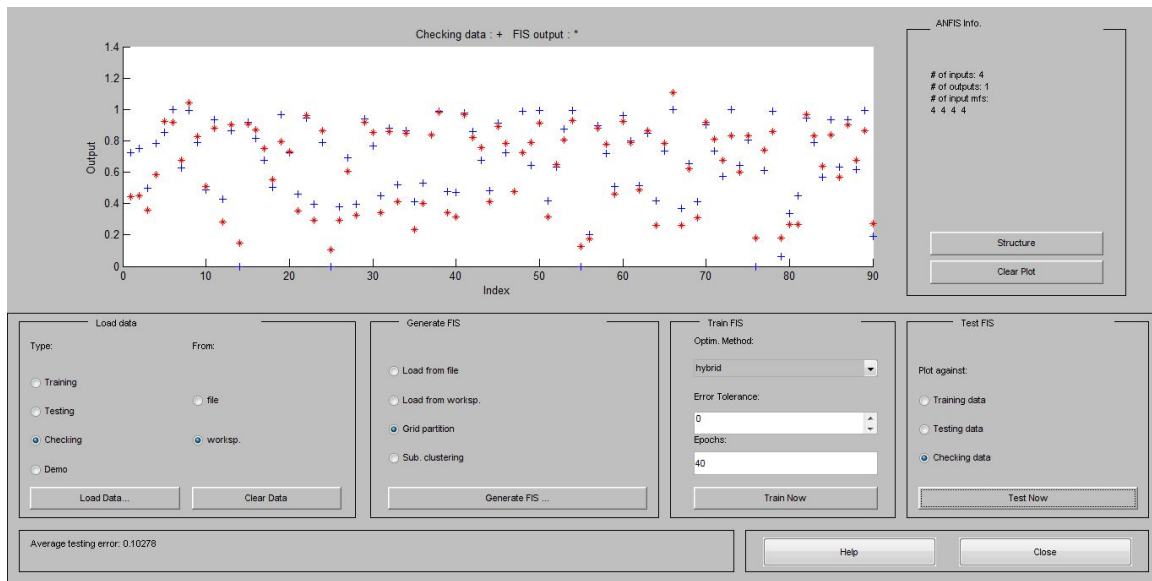 Checking data : + FIS output : *
1.4
1.2
1
0.8
0.6
0.4
0.2
0
Output
0 10 20 30 40 50 60 70 80 90
Index
ANFIS Info.
# of inputs: 4
# of outputs: 1
# of input mfs:
4 4 4 4
Structure
Clear Plot
Load data
Type:
From:
Training
Testing
Checking
Demo
file
worksp.
Load Data...
Clear Data
Generate FIS
Load from file
Load from worksp.
Grid partition
Sub. clustering
Generate FIS ...
Train FIS
Optim. Method:
hybrid
Error Tolerance:
0
Epochs:
40
Train Now
Test FIS
Plot against:
Training data
Testing data
Checking data
Test Now
Average testing error: 0.10278
Help
Close